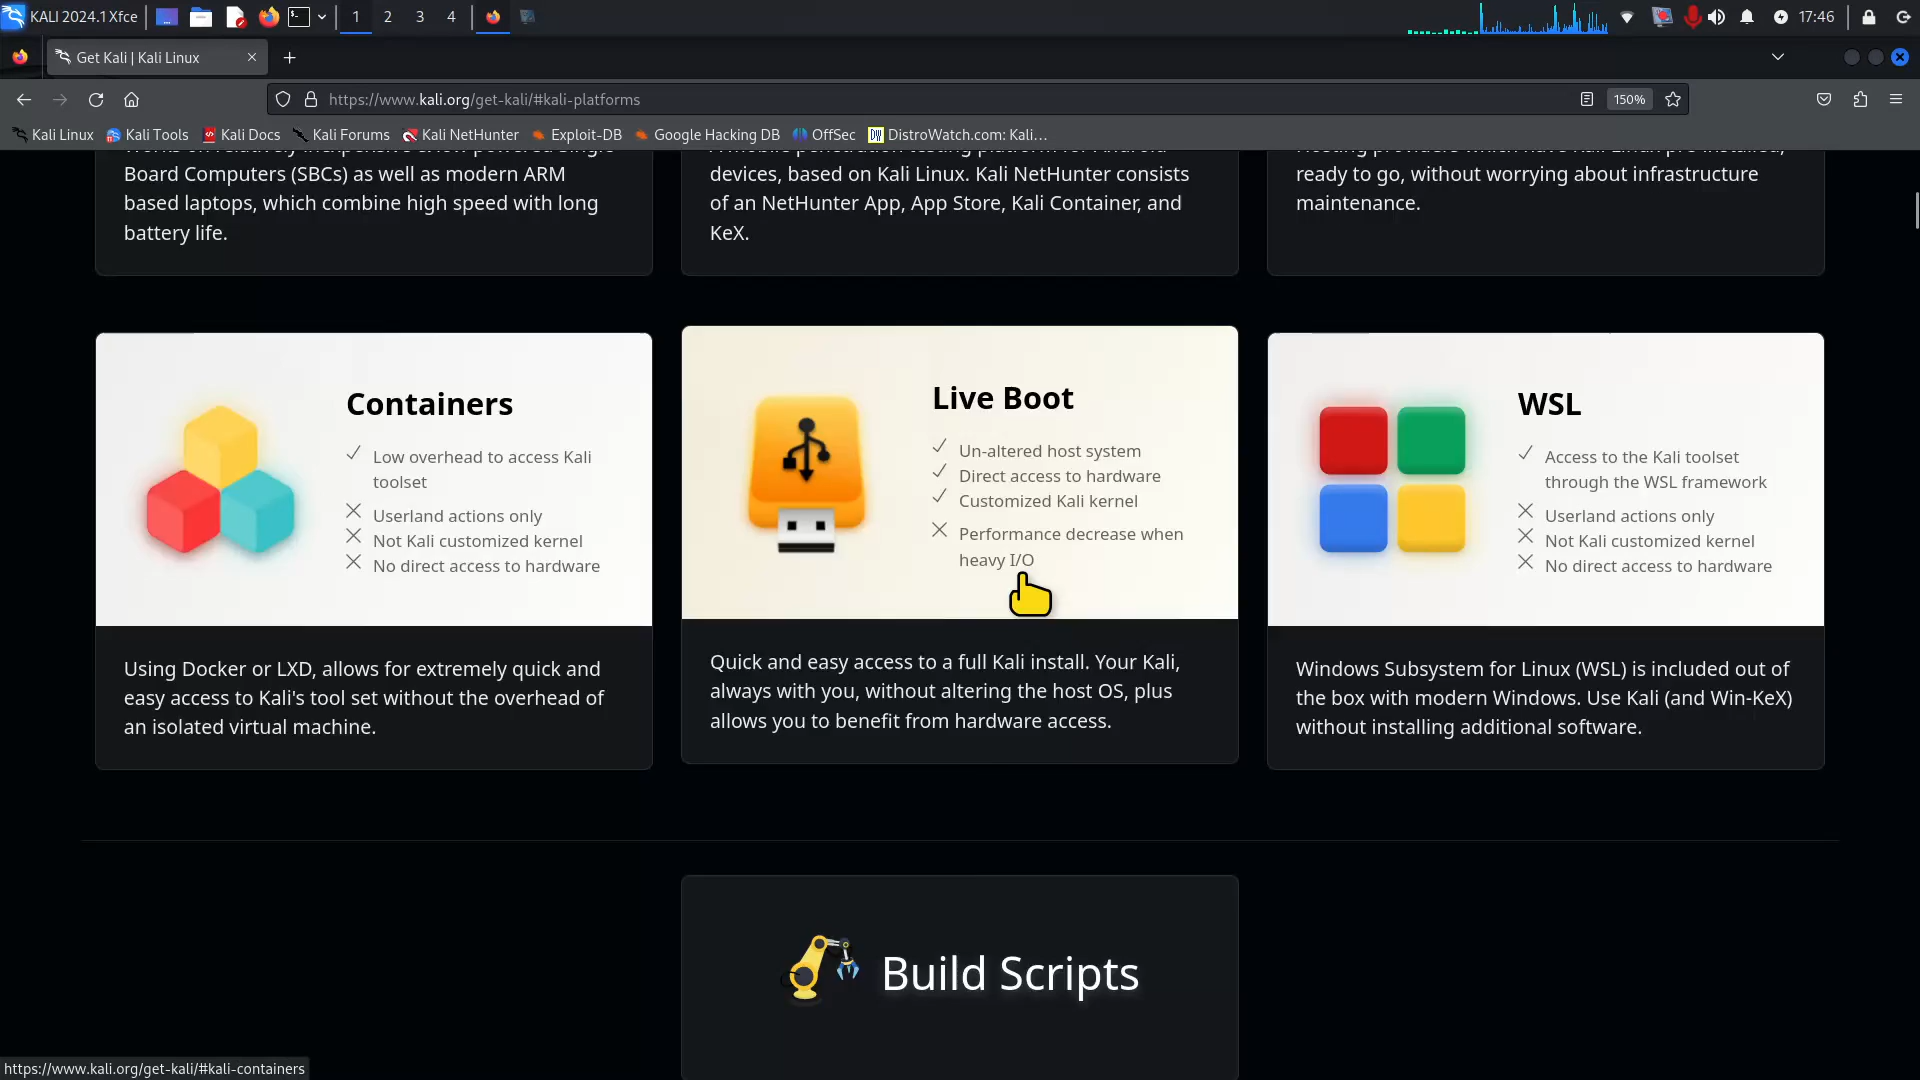 KALI 2024.1 Xfce
1
2
3
4
17:46
Get Kali | Kali Linux
https://www.kali.org/get-kali/#kali-platforms
150%
Kali Linux
Kali Tools
Kali Docs
Kali Forums
Kali NetHunter
Exploit-DB
Google Hacking DB
OffSec
DW
DistroWatch.com: Kali...
Board Computers (SBCs) as well as modern ARM
based laptops, which combine high speed with long
battery life.
devices, based on Kali Linux. Kali NetHunter consists
of an NetHunter App, App Store, Kali Container, and
KeX.
ready to go, without worrying about infrastructure
maintenance.
Containers
Low overhead to access Kali
toolset
Userland actions only
Not Kali customized kernel
No direct access to hardware
Using Docker or LXD, allows for extremely quick and
easy access to Kali's tool set without the overhead of
an isolated virtual machine.
Live Boot
Un-altered host system
Direct access to hardware
Customized Kali kernel
Performance decrease when
heavy I/O
Quick and easy access to a full Kali install. Your Kali,
always with you, without altering the host OS, plus
allows you to benefit from hardware access.
WSL
Access to the Kali toolset
through the WSL framework
Userland actions only
Not Kali customized kernel
No direct access to hardware
Windows Subsystem for Linux (WSL) is included out of
the box with modern Windows. Use Kali (and Win-KeX)
without installing additional software.
Build Scripts
https://www.kali.org/get-kali/#kali-containers